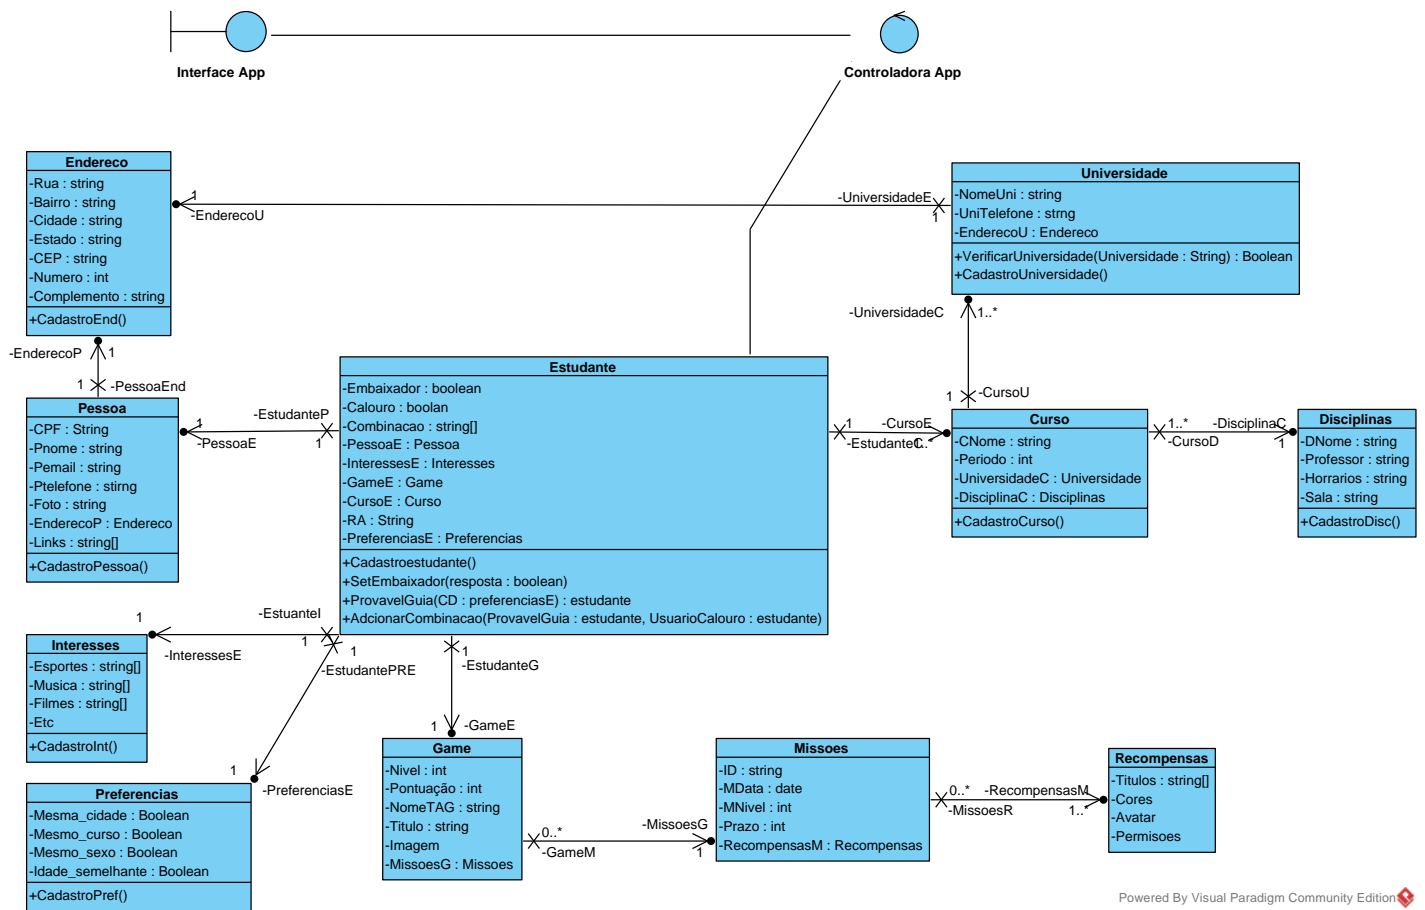 Interface App
Controladora App
Endereco
-Rua : string
-Bairro : string
-Cidade : string
-Estado : string
-CEP : string
-Numero : int
-Complemento : string
+CadastroEnd()
1
-EnderecoU
-UniversidadeE
1
Universidade
-NomeUni : string
-UniTelefone : strng
-EnderecoU : Endereco
+VerificarUniversidade(Universidade : String) : Boolean
+CadastroUniversidade()
-UniversidadeC
1..*
-EnderecoP
1
1
-PessoaEnd
1
-CursoU
Pessoa
-CPF : String
-Pnome : string
-Pemail : string
-Ptelefone : stirng
-Foto : string
-EnderecoP : Endereco
-Links : string[]
+CadastroPessoa()
-EstudanteP
1
-PessoaE
1
Estudante
-Embaixador : boolean
-Calouro : boolan
-Combinacao : string[]
-PessoaE : Pessoa
-InteressesE : Interesses
-GameE : Game
-CursoE : Curso
-RA : String
-PreferenciasE : Preferencias
+Cadastroestudante()
+SetEmbaixador(resposta : boolean)
+ProvavelGuia(CD : preferenciasE) : estudante
+AdcionarCombinacao(ProvavelGuia : estudante, UsuarioCalouro : estudante)
1
-CursoE
-EstudanteC
1..*
Curso
-CNome : string
-Periodo : int
-UniversidadeC : Universidade
-DisciplinaC : Disciplinas
+CadastroCurso()
1..*
-DisciplinaC
-CursoD
1
Disciplinas
-DNome : string
-Professor : string
-Horrarios : string
-Sala : string
+CadastroDisc()
1
-EstuanteI
1
-InteressesE
Interesses
-Esportes : string[]
-Musica : string[]
-Filmes : string[]
-Etc
+CadastroInt()
1
-EstudantePRE
1
-PreferenciasE
Preferencias
-Mesma_cidade : Boolean
-Mesmo_curso : Boolean
-Mesmo_sexo : Boolean
-Idade_semelhante : Boolean
+CadastroPref()
1
-EstudanteG
1
-GameE
Game
-Nivel : int
-Pontuação : int
-NomeTAG : string
-Titulo : string
-Imagem
-MissoesG : Missoes
0..*
-MissoesG
-GameM
1
Missoes
-ID : string
-MData : date
-MNivel : int
-Prazo : int
-RecompensasM : Recompensas
0..*
-RecompensasM
-MissoesR
1..*
Recompensas
-Titulos : string[]
-Cores
-Avatar
-Permisoes
Powered By Visual Paradigm Community Edition